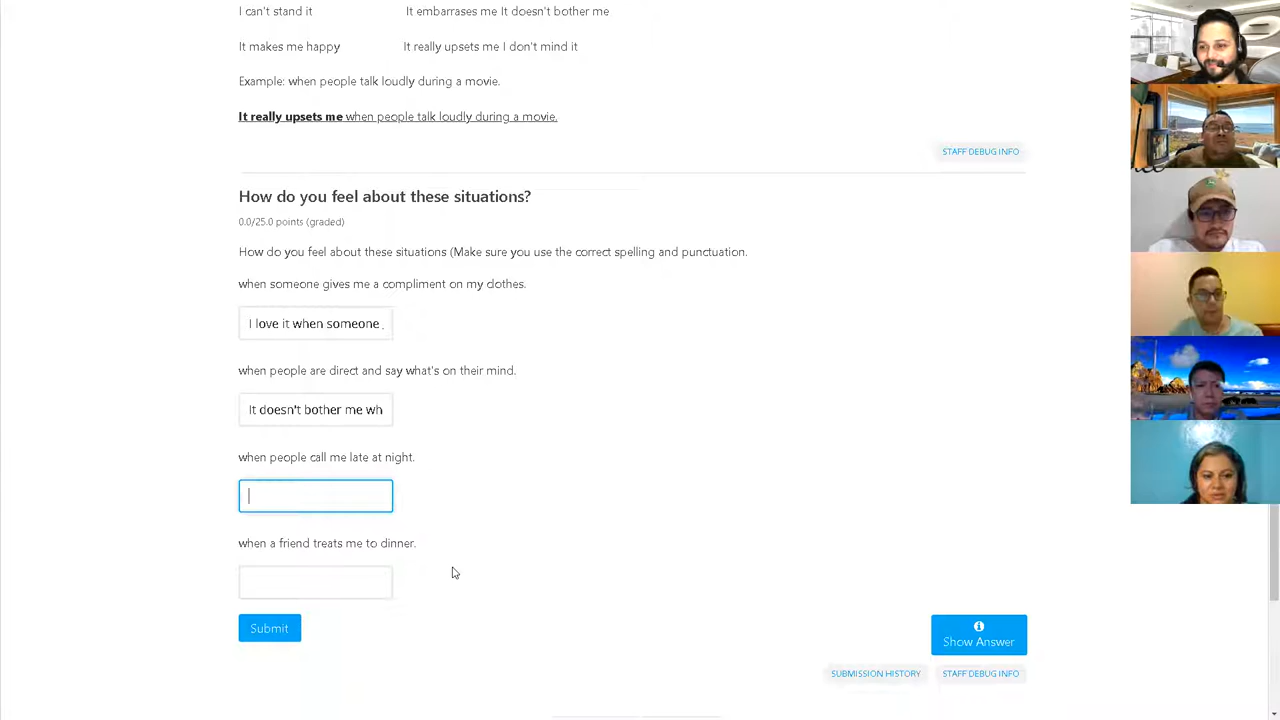 I can't stand it It embarrases me It doesn't bother me
It makes me happy It really upsets me I don't mind it
Example: when people talk loudly during a movie.
It really upsets me when people talk loudly during a movie.
STAFF DEBUG INFO
How do you feel about these situations?
0.0/25.0 points (graded)
How do you feel about these situations (Make sure you use the correct spelling and punctuation.
when someone gives me a compliment on my clothes.
I love it when someone
when people are direct and say what's on their mind.
It doesn't bother me wh
when people call me late at night.
when a friend treats me to dinner.
Submit
Show Answer
SUBMISSION HISTORY STAFF DEBUG INFO